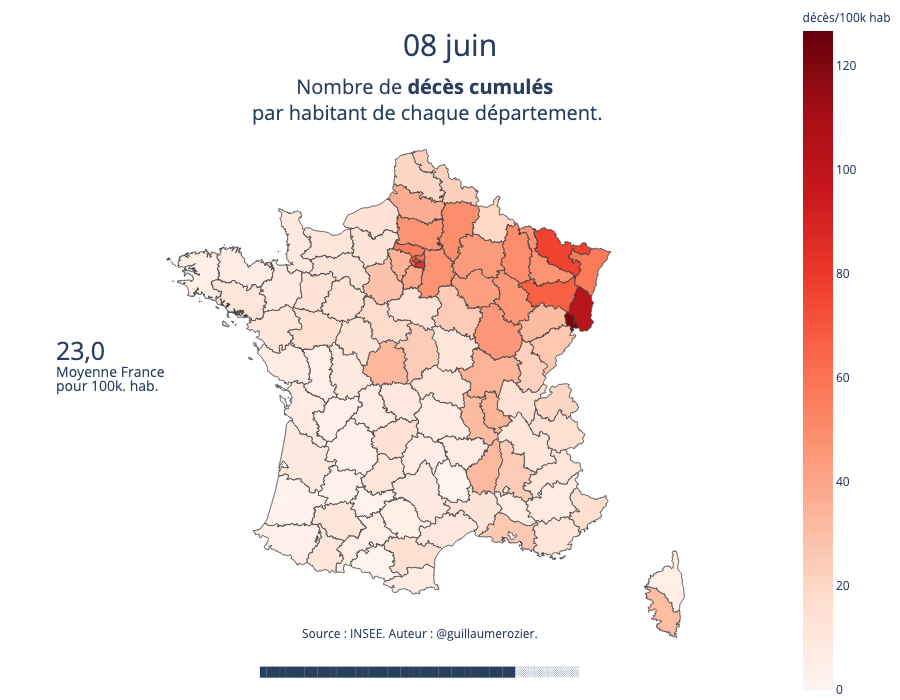 décès/100k hab
08 juin
Nombre de décès cumulés
par habitant de chaque département.
120
100
80
60
40
20
0
23,0
Moyenne France
pour 100k. hab.
Source : INSEE. Auteur : @guillaumerozier.